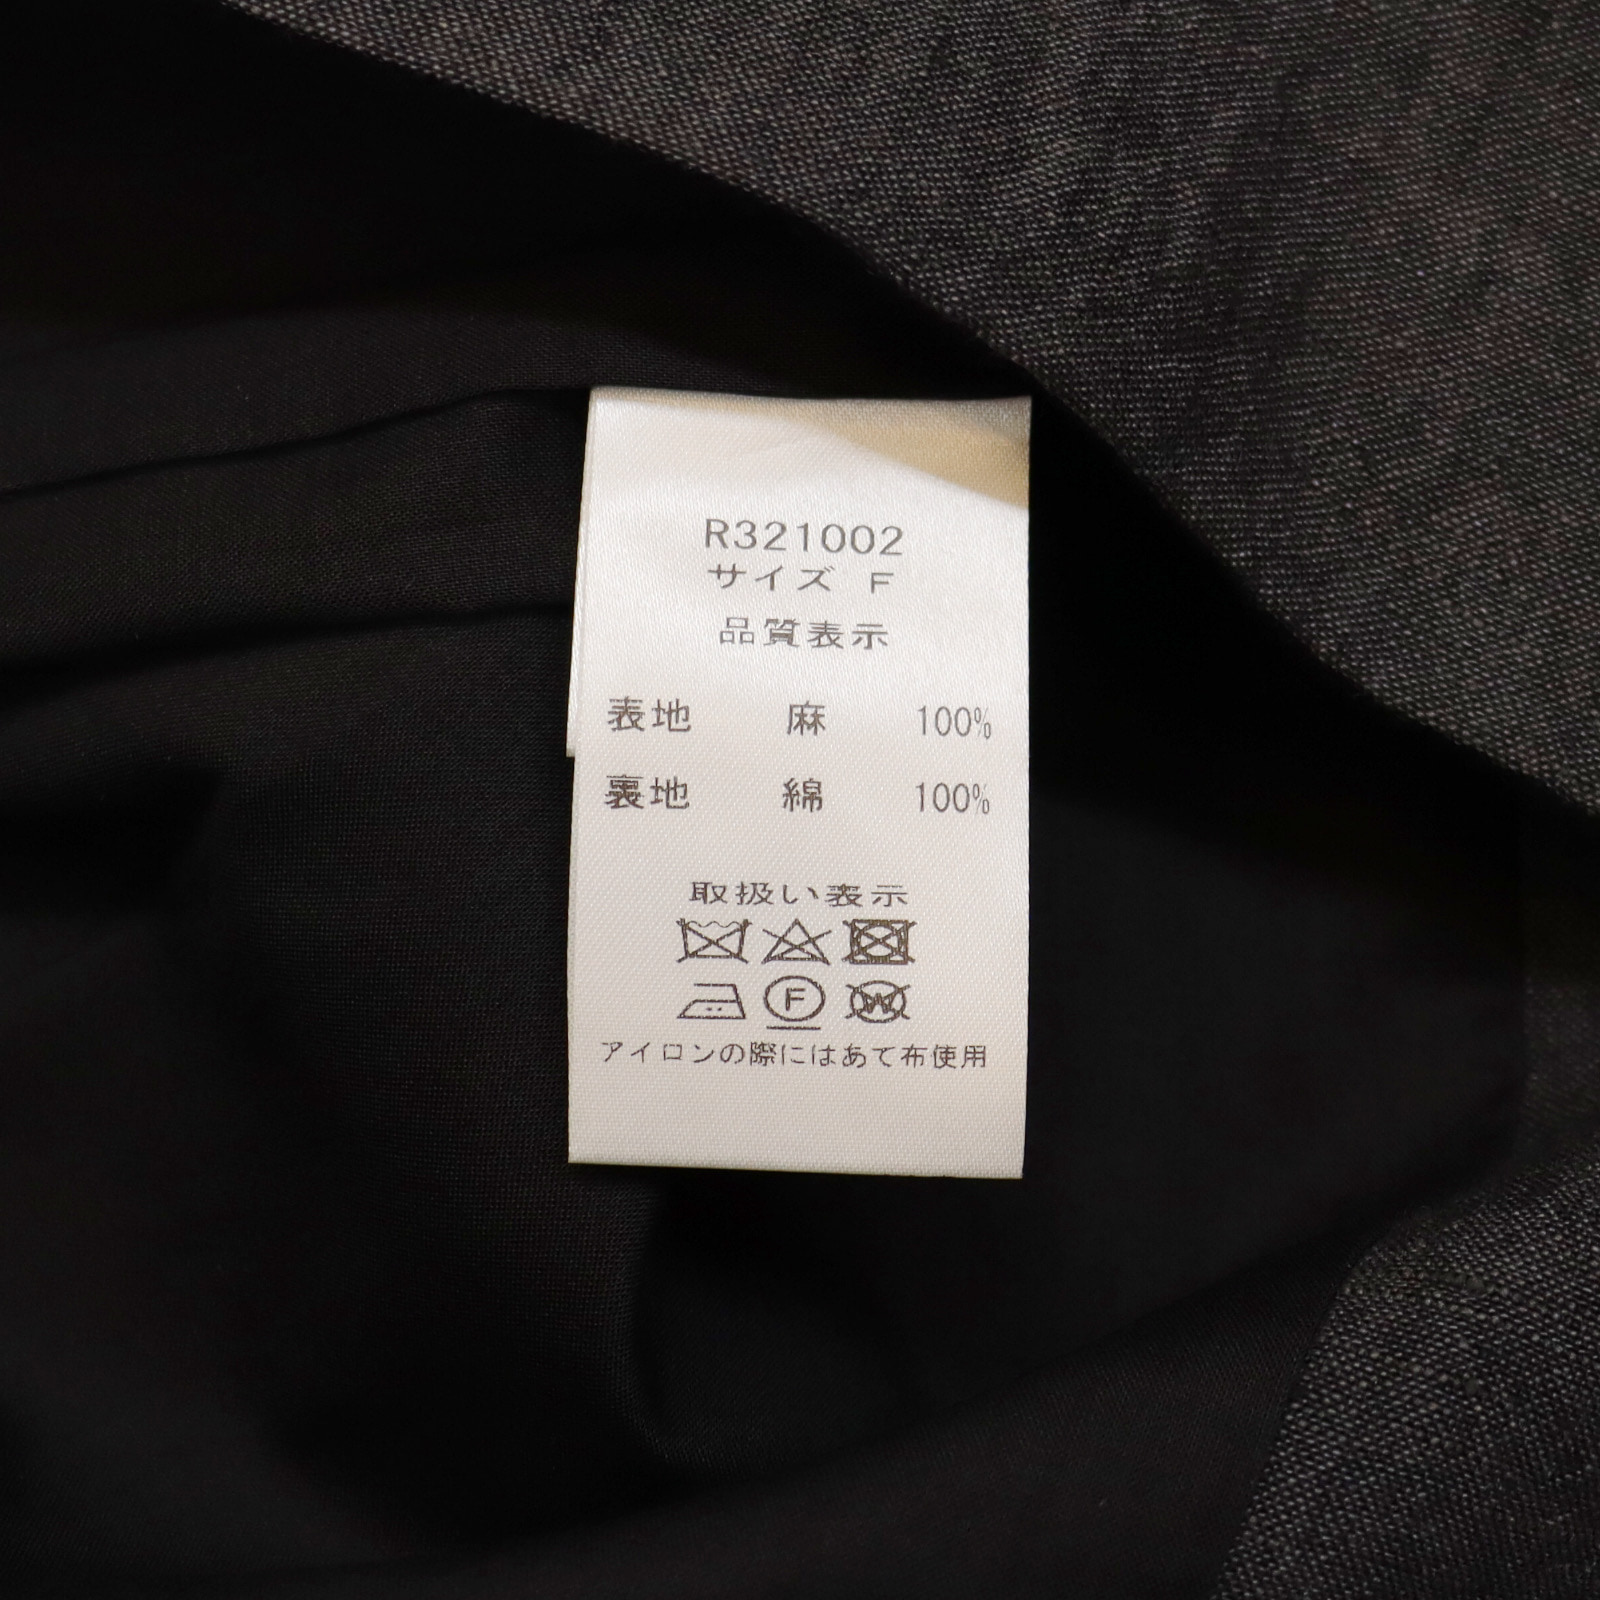 R321002
サイズ F
品質表示
表地 麻 100%
裏地 綿 100%
取扱い表示
F W
アイロンの際にはあて布使用